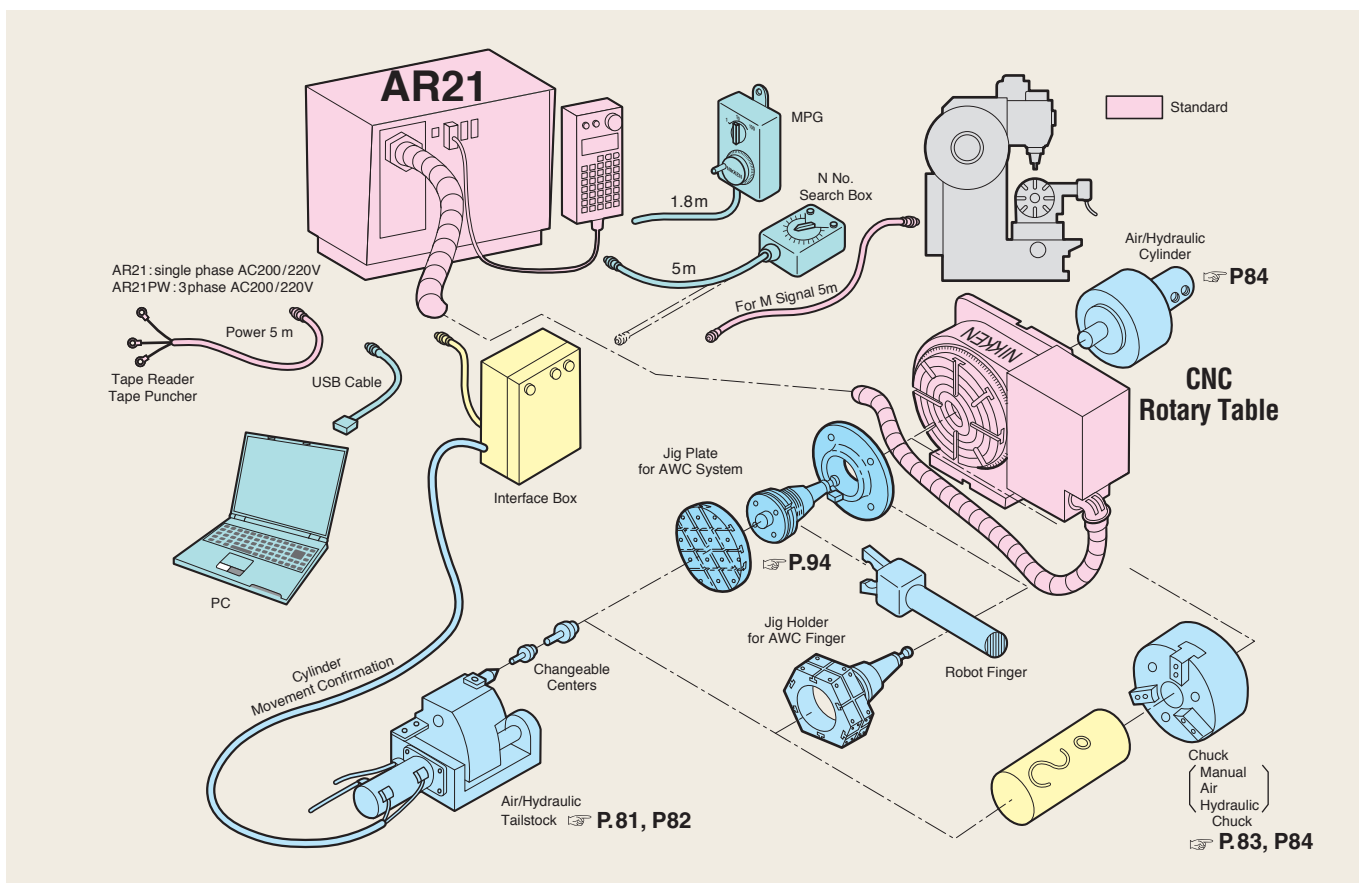 AR21
MPG
Standard
1.8m
N No.
Search Box
5m
For M Signal 5m
Air/Hydraulic
Cylinder
☞ P84
AR21 : single phase AC200/220V
AR21PW : 3 phase AC200/220V
Power 5 m
Tape Reader
Tape Puncher
USB Cable
NIKKEN
CNC
Rotary Table
Interface Box
Jig Plate
for AWC System
☞ P.94
PC
Jig Holder
for AWC Finger
Robot Finger
Cylinder
Movement Confirmation
Changeable
Centers
Air/Hydraulic
Tailstock ☞ P.81, P82
Chuck
( Manual
Air
Hydraulic )
Chuck
☞ P.83, P84